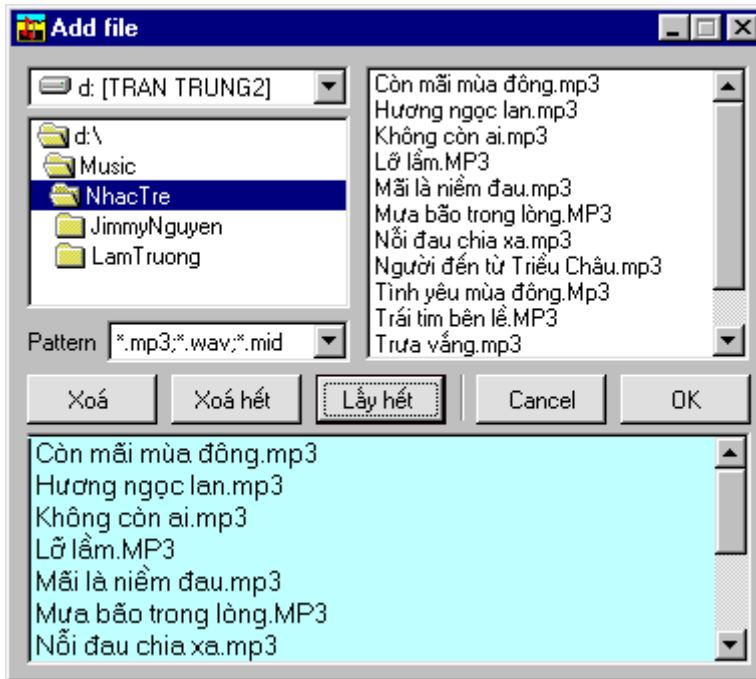 Add file
d: [TRAN TRUNG2]
d:\
Music
NhacTre
JimmyNguyen
LamTruong
Pattern *.mp3;*.wav;*.mid
Còn mãi mùa đông.mp3
Hương ngọc lan.mp3
Không còn ai.mp3
Lỡ lầm.MP3
Mãi là niềm đau.mp3
Mưa bão trong lòng.MP3
Nỗi đau chia xa.mp3
Người đến từ Triều Châu.mp3
Tình yêu mùa đông.Mp3
Trái tim bên lề.MP3
Trưa vắng.mp3
Xoá Xoá hết Lấy hết Cancel OK
Còn mãi mùa đông.mp3
Hương ngọc lan.mp3
Không còn ai.mp3
Lỡ lầm.MP3
Mãi là niềm đau.mp3
Mưa bão trong lòng.MP3
Nỗi đau chia xa.mp3